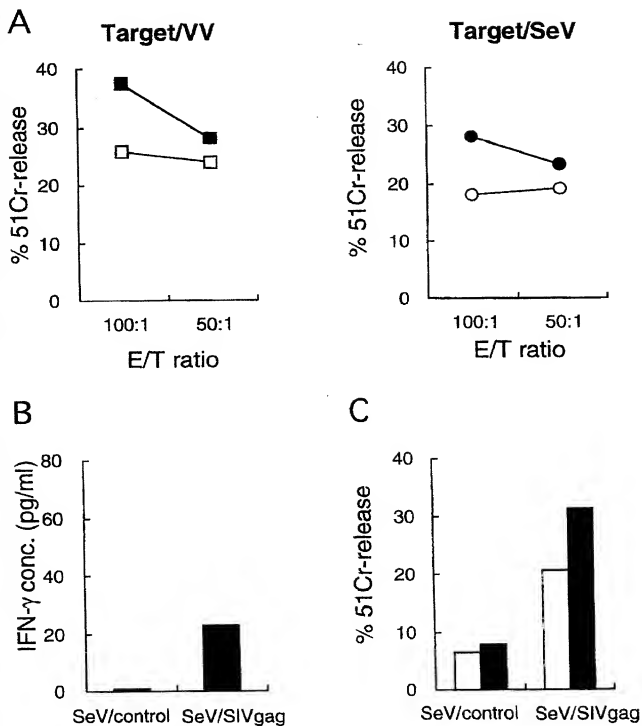 A
Target/VV
40
30
20
10
0
% 51Cr-release
100:1
50:1
E/T ratio
Target/SeV
40
30
20
10
0
% 51Cr-release
100:1
50:1
E/T ratio
B
80
60
40
20
0
IFN-γ conc. (pg/ml)
SeV/control
SeV/SIVgag
C
40
30
20
10
0
% 51Cr-release
SeV/control
SeV/SIVgag